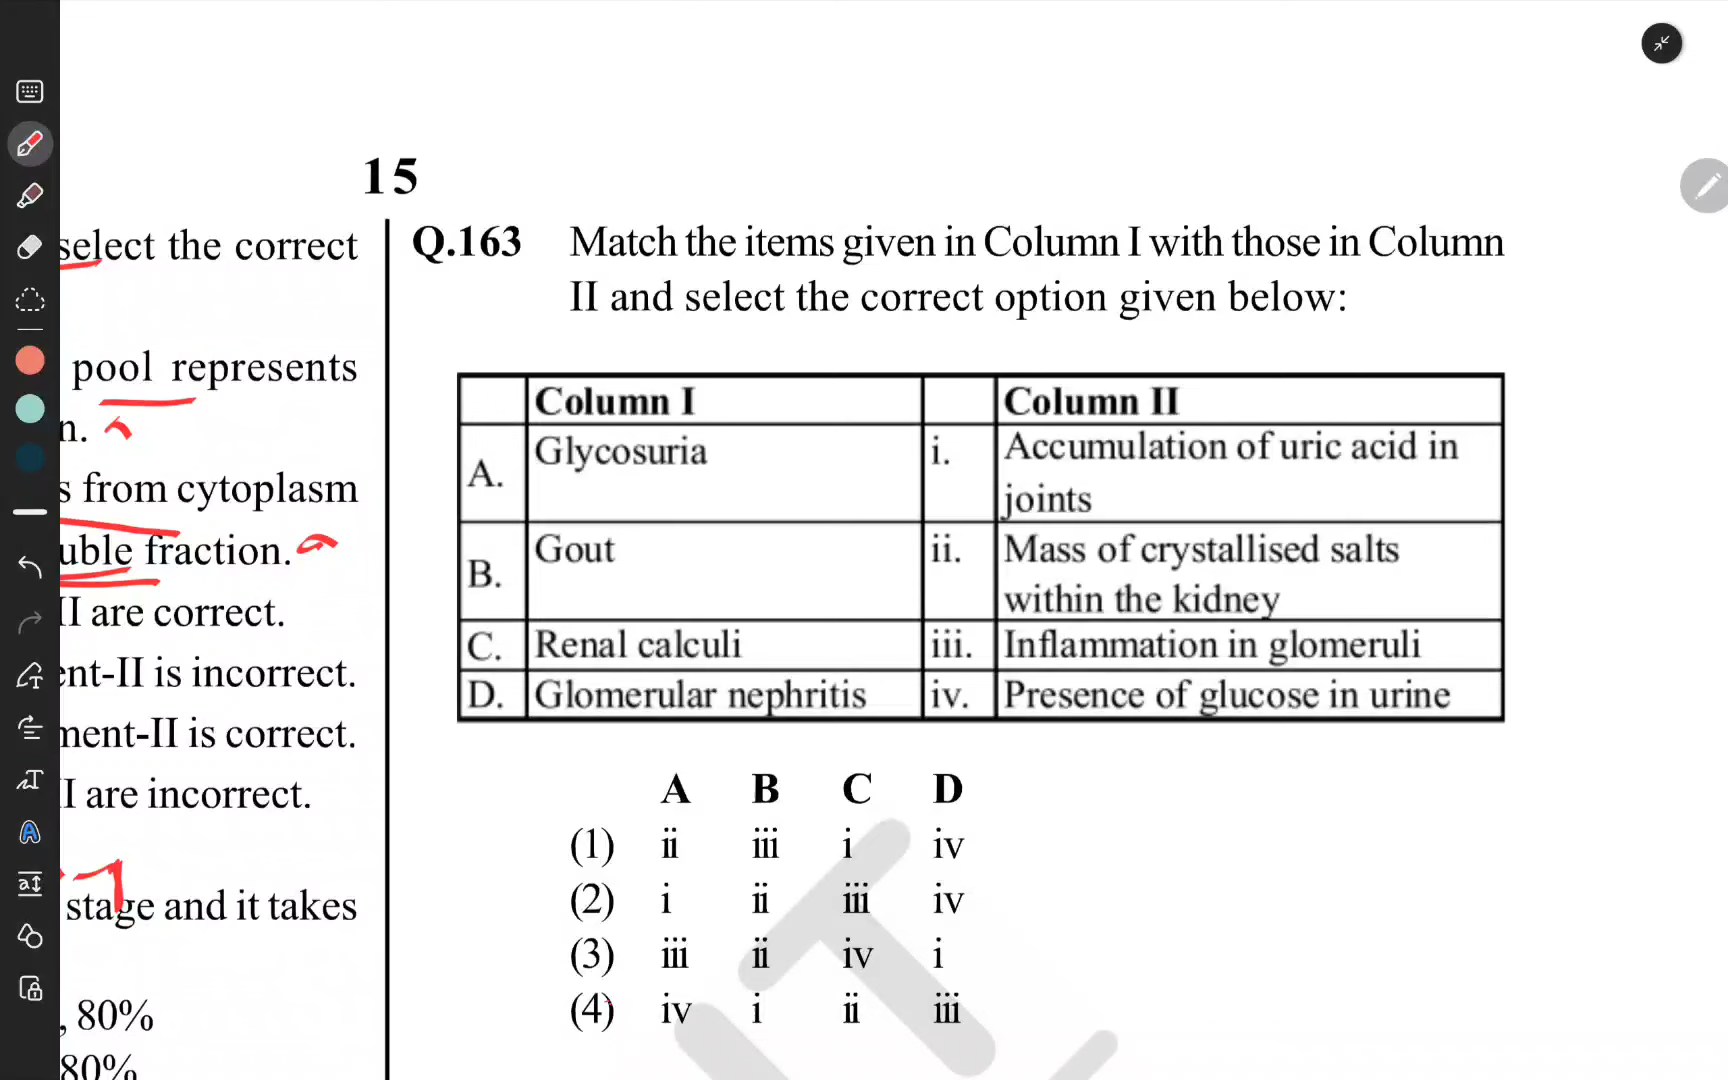 15
select the correct
pool represents
n.
s from cytoplasm
uble fraction.
II are correct.
ent-II is incorrect.
ment-II is correct.
I are incorrect.
stage and it takes
, 80%
80%
Q.163 Match the items given in Column I with those in Column
II and select the correct option given below:
Column I Column II
A. Glycosuria i. Accumulation of uric acid in
joints
B. Gout ii. Mass of crystallised salts
within the kidney
C. Renal calculi iii. Inflammation in glomeruli
D. Glomerular nephritis iv. Presence of glucose in urine
A B C D
(1) ii iii i iv
(2) i ii iii iv
(3) iii ii iv i
(4) iv i ii iii